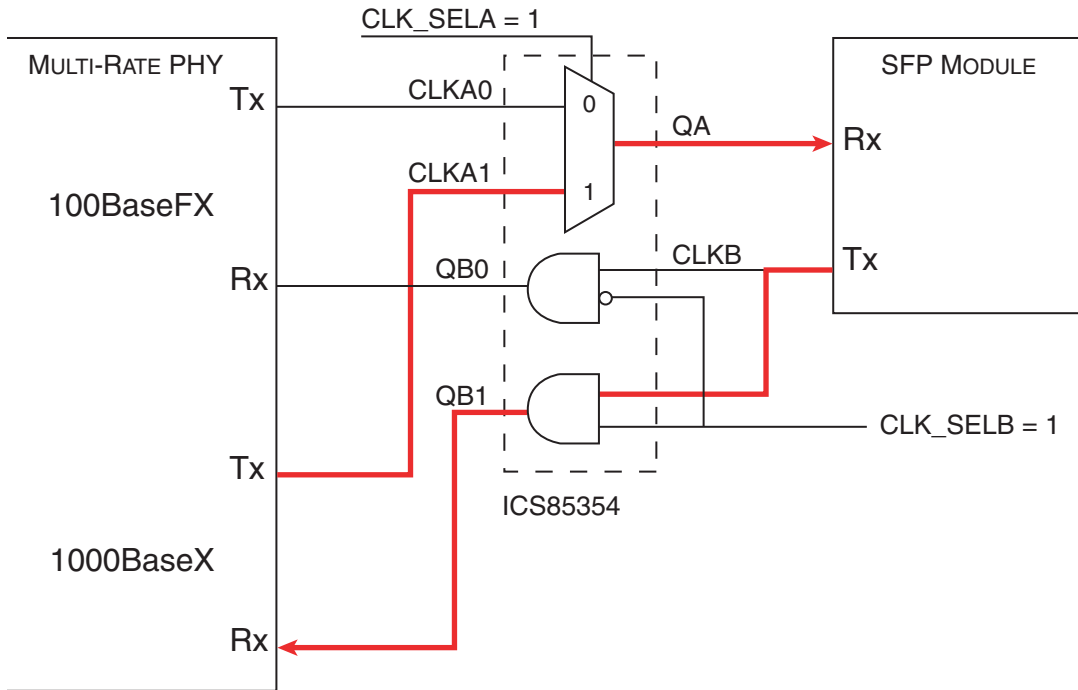 CLK_SELA = 1
MULTI-RATE PHY
SFP MODULE
Tx
CLKA0
0
QA
Rx
CLKA1
1
100BaseFX
Rx
QB0
CLKB
Tx
QB1
CLK_SELB = 1
Tx
ICS85354
1000BaseX
Rx